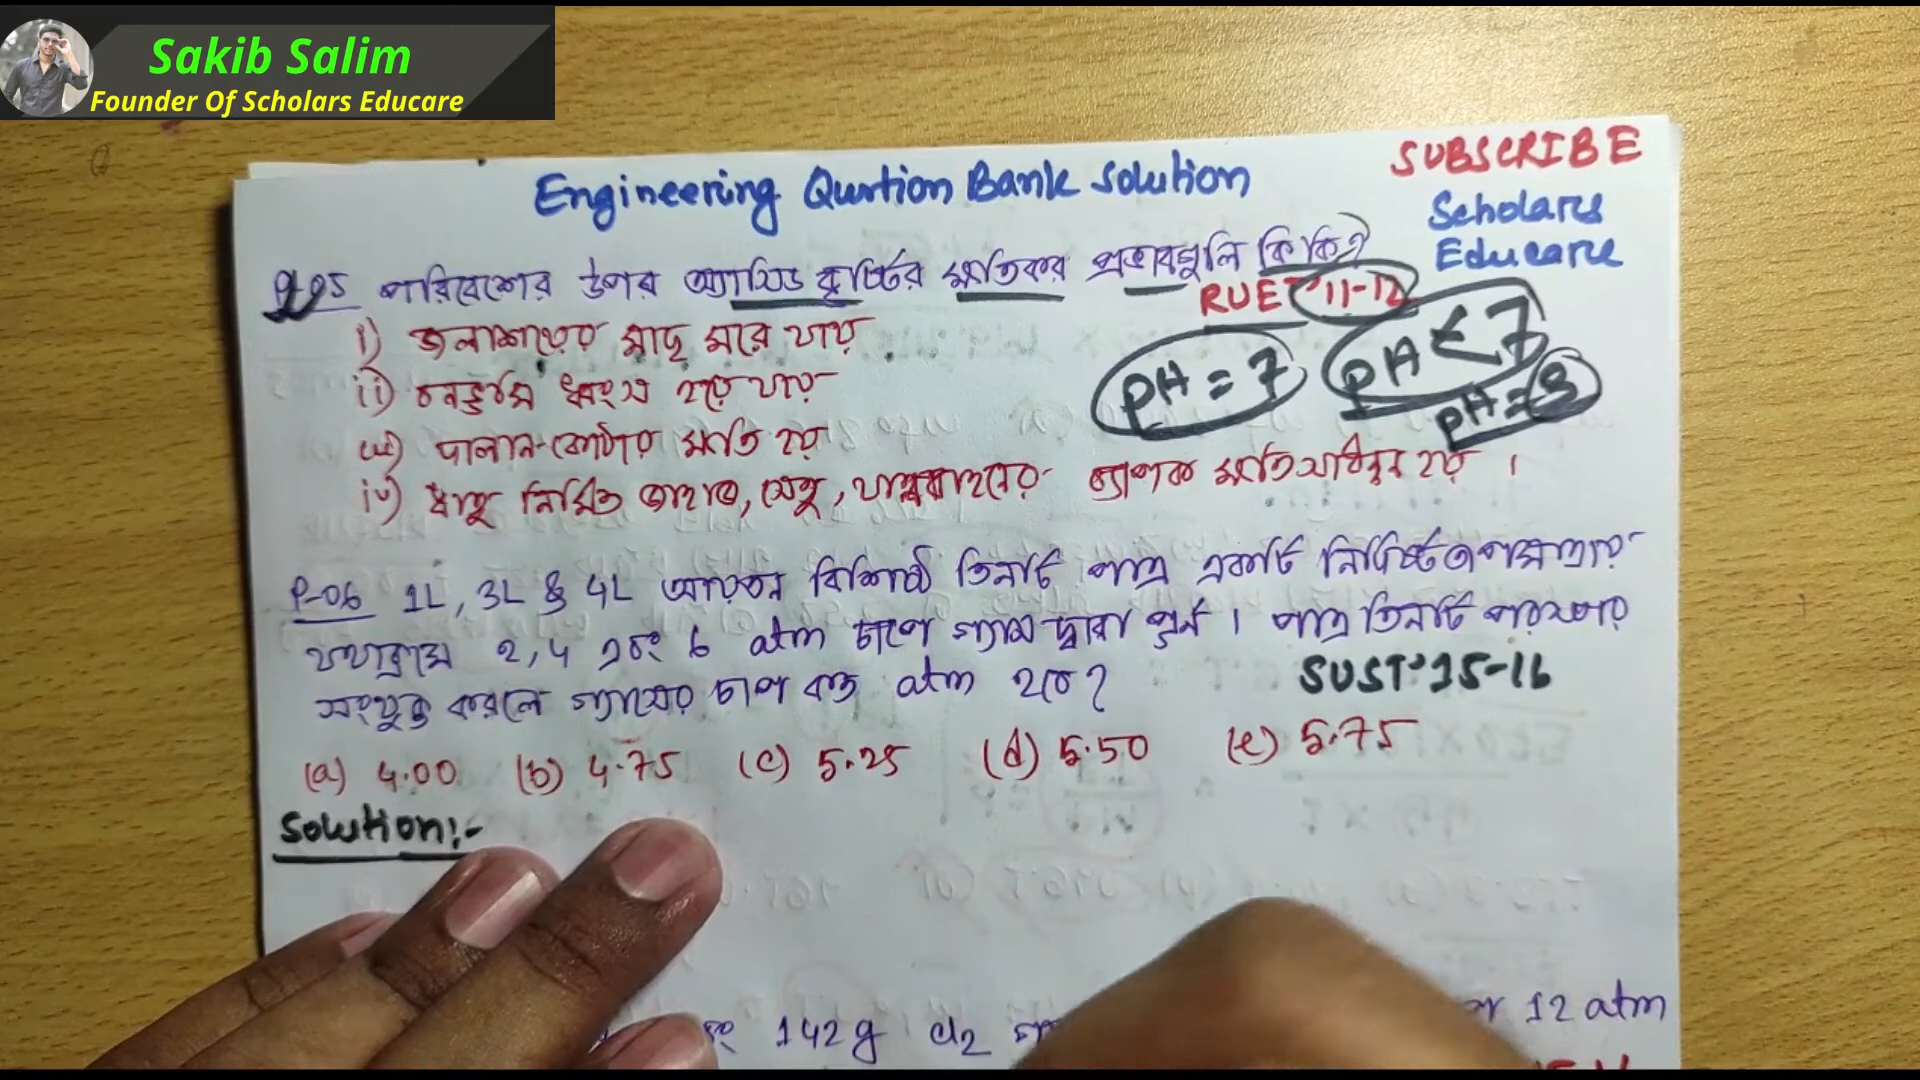 Sakib Salim
Founder Of Scholars Educare
SUBSCRIBE
Engineering Qustion Bank Solution
Scholars
Educare
05 পরিবেশের উপর অ্যাসিড বৃষ্টির ক্ষতিকর প্রভাবগুলি কি কি?
RUET'11-12
i) জলাশয়ের মাছ মরে যায়
PH = 7
PH < 7
ii) বনভূমি ধ্বংস হয়ে যায়
PH = 3
iii) দালান-কোঠার ক্ষতি হয়
iv) ধাতু নির্মিত জাহাজ, সেতু, যানবাহনের ব্যাপক ক্ষতি সাধিত হয় ।
P-06 1L, 3L & 4L আয়তন বিশিষ্ট তিনটি পাত্র একটি নির্দিষ্ট তাপমাত্রায়
যথাক্রমে 2, 4 এবং 6 atm চাপে গ্যাস দ্বারা পূর্ন । পাত্র তিনটি পরস্পর
সংযুক্ত করলে গ্যাসের চাপ কত atm হবে?
SUST'15-16
(a) 4.00 (b) 4.75 (c) 5.25 (d) 5.50 (e) 5.75
Solution:-
142g Cl2
12 atm